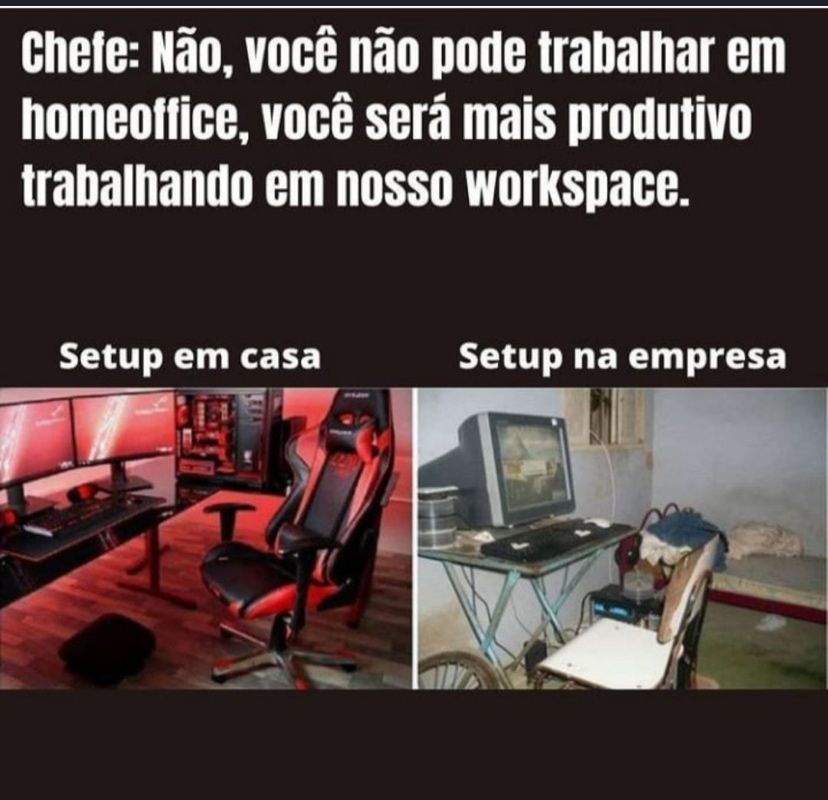 Chefe: Não, você não pode trabalhar em
homeoffice, você será mais produtivo
trabalhando em nosso workspace.
Setup em casa
Setup na empresa